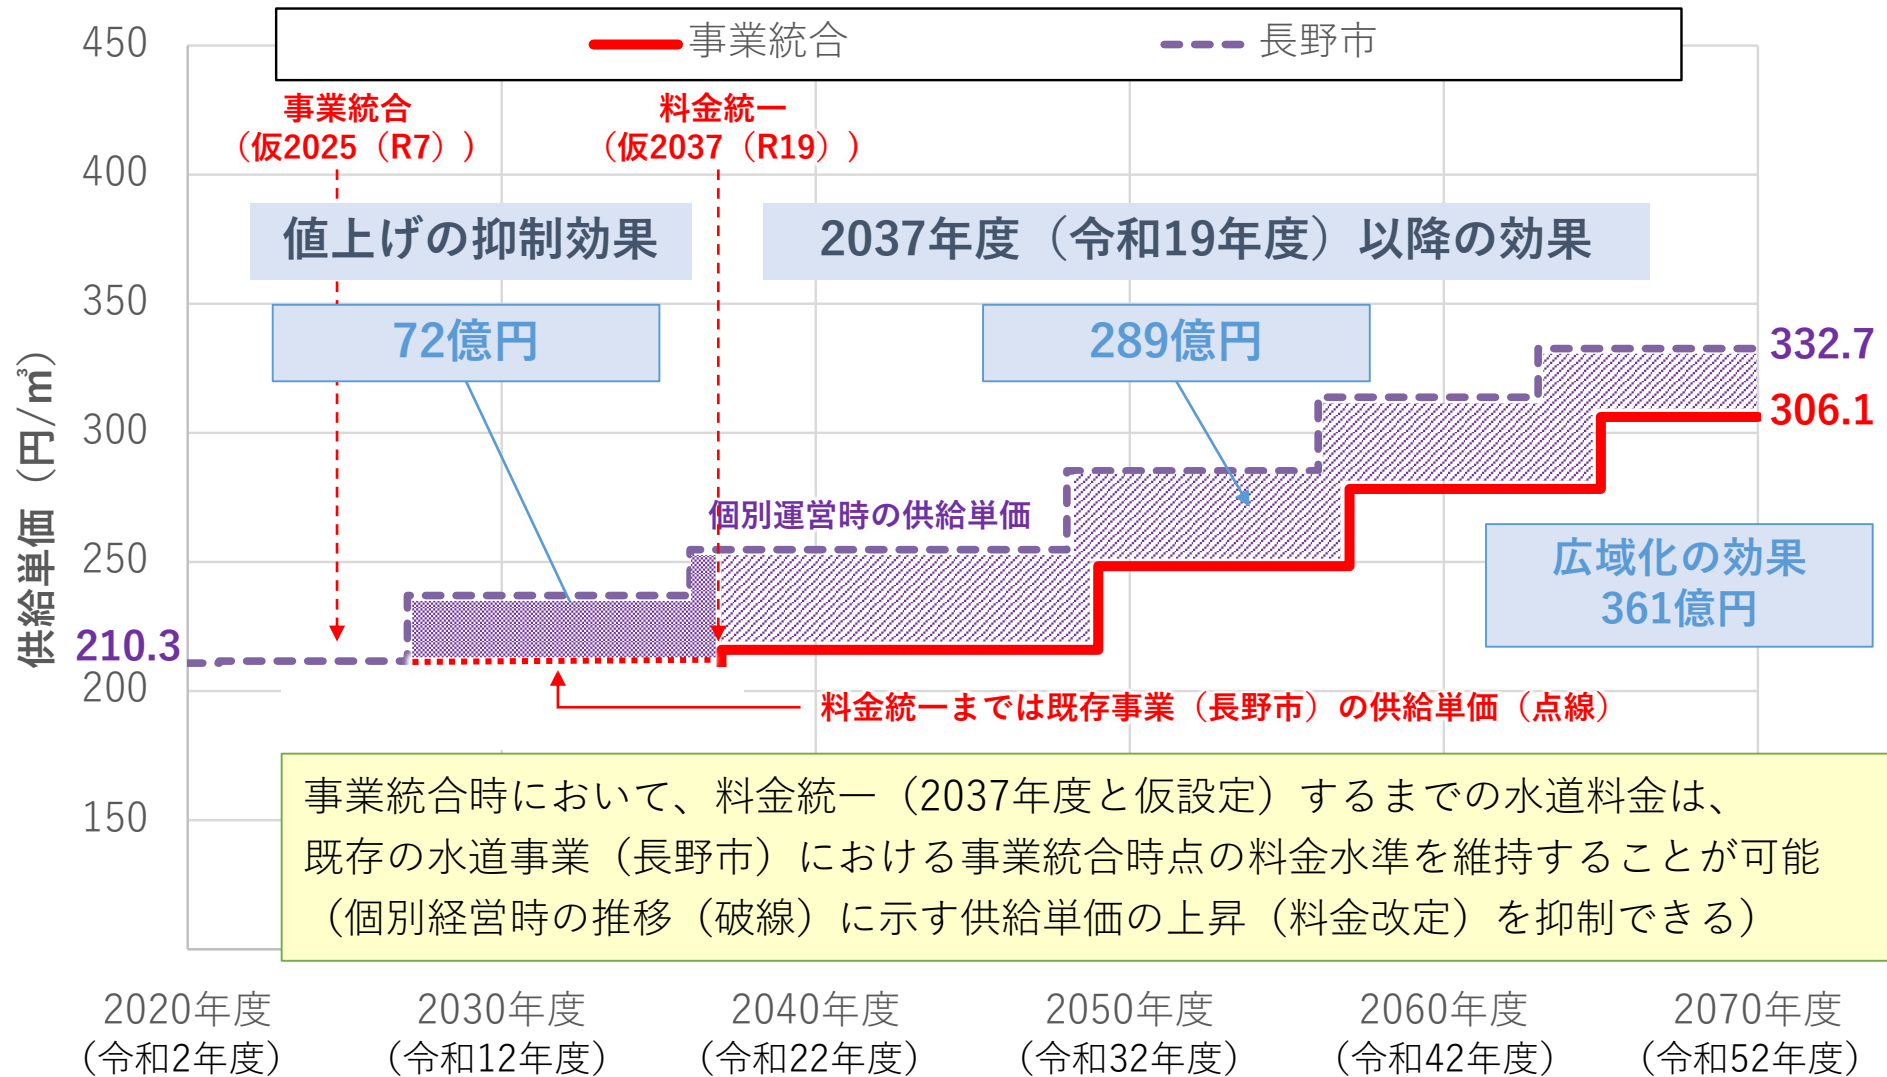 事業統合
長野市
450
400
350
300
250
200
150
供給単価（円/㎥）
事業統合
（仮2025（R7））
料金統一
（仮2037（R19））
値上げの抑制効果
2037年度（令和19年度）以降の効果
72億円
289億円
332.7
306.1
個別運営時の供給単価
広域化の効果
361億円
210.3
料金統一までは既存事業（長野市）の供給単価（点線）
事業統合時において、料金統一（2037年度と仮設定）するまでの水道料金は、
既存の水道事業（長野市）における事業統合時点の料金水準を維持することが可能
（個別経営時の推移（破線）に示す供給単価の上昇（料金改定）を抑制できる）
2020年度
(令和2年度)
2030年度
(令和12年度)
2040年度
(令和22年度)
2050年度
(令和32年度)
2060年度
(令和42年度)
2070年度
(令和52年度)